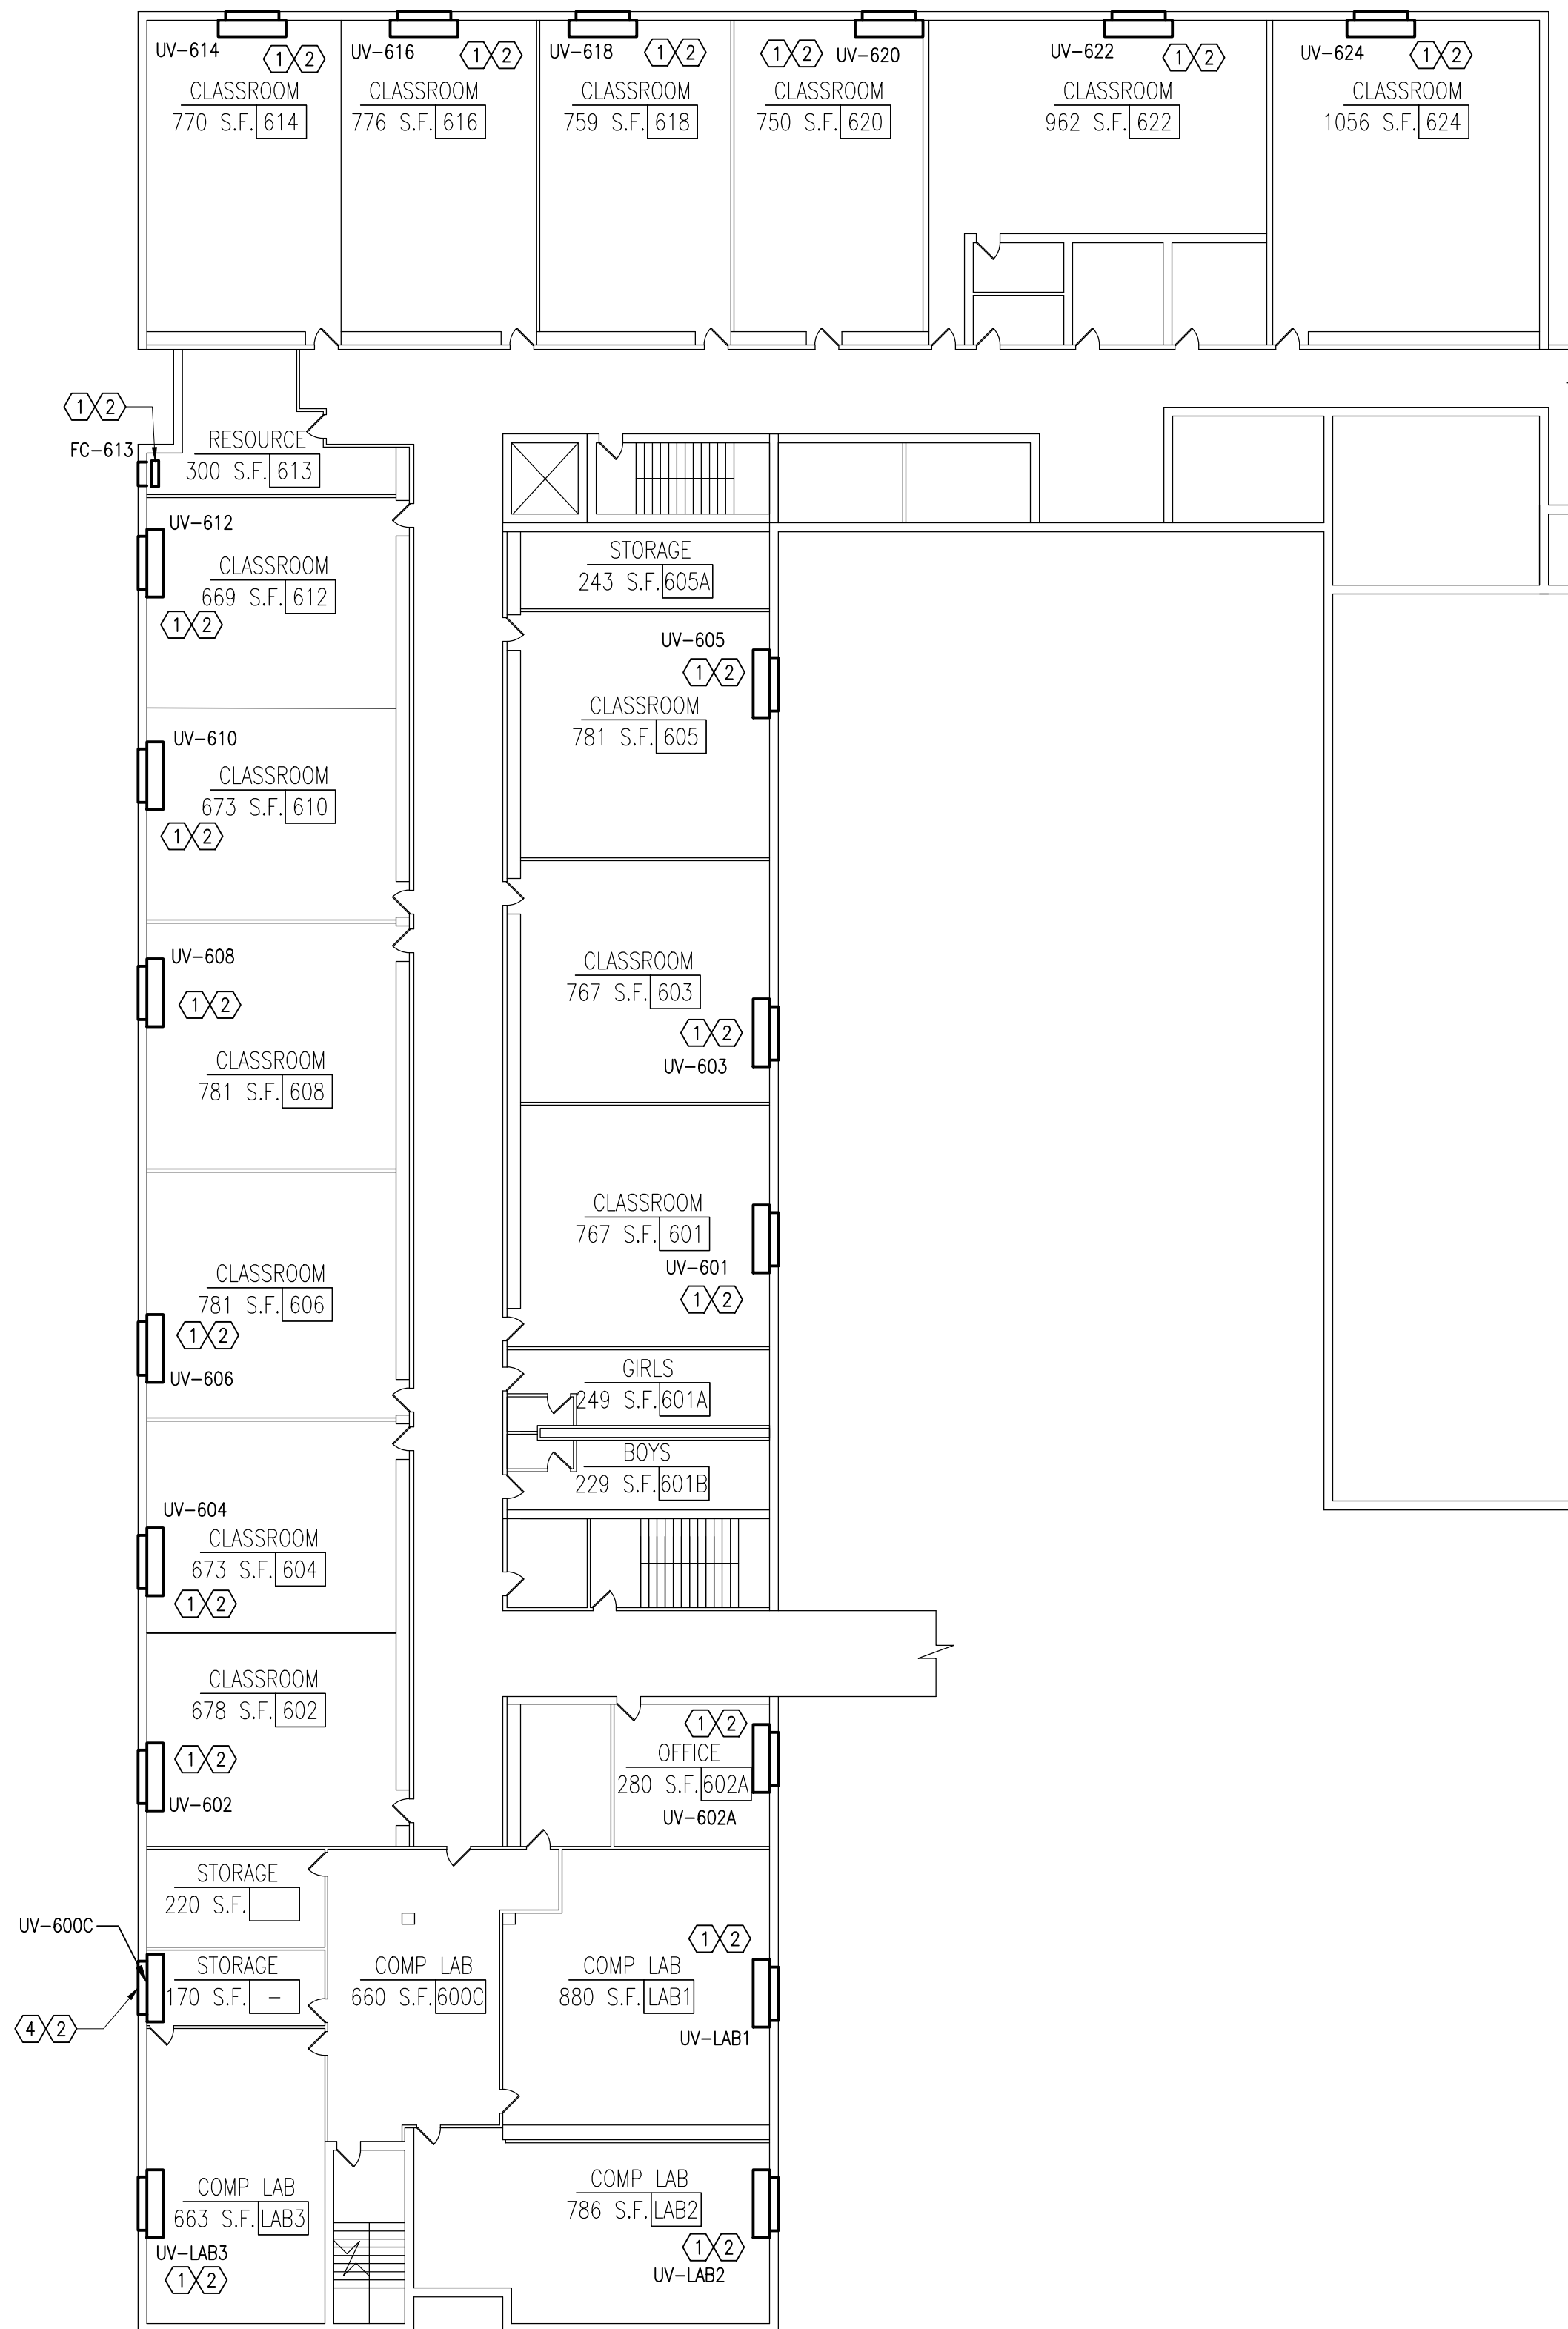 UV-614
1 2
CLASSROOM
770 S.F. 614
UV-616
1 2
CLASSROOM
776 S.F. 616
UV-618
1 2
CLASSROOM
759 S.F. 618
1 2
UV-620
CLASSROOM
750 S.F. 620
UV-622
1 2
CLASSROOM
962 S.F. 622
UV-624
1 2
CLASSROOM
1056 S.F. 624
1 2
FC-613
RESOURCE
300 S.F. 613
UV-612
CLASSROOM
669 S.F. 612
1 2
STORAGE
243 S.F. 605A
UV-605
1 2
CLASSROOM
781 S.F. 605
UV-610
CLASSROOM
673 S.F. 610
1 2
UV-608
1 2
CLASSROOM
781 S.F. 608
CLASSROOM
767 S.F. 603
1 2
UV-603
CLASSROOM
767 S.F. 601
UV-601
1 2
CLASSROOM
781 S.F. 606
1 2
UV-606
GIRLS
249 S.F. 601A
BOYS
229 S.F. 601B
UV-604
CLASSROOM
673 S.F. 604
1 2
CLASSROOM
678 S.F. 602
1 2
UV-602
1 2
OFFICE
280 S.F. 602A
UV-602A
STORAGE
220 S.F.
UV-600C
STORAGE
170 S.F. -
4 2
COMP LAB
660 S.F. 600C
1 2
COMP LAB
880 S.F. LAB1
UV-LAB1
COMP LAB
663 S.F. LAB3
UV-LAB3
1 2
COMP LAB
786 S.F. LAB2
1 2
UV-LAB2